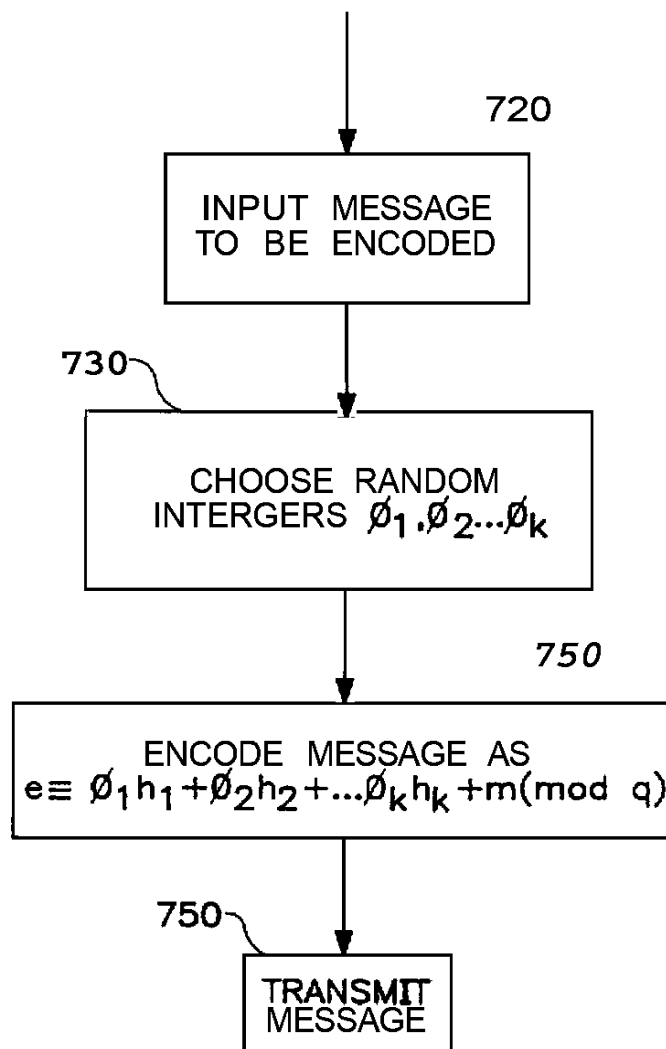 720
INPUT MESSAGE
TO BE ENCODED
730
CHOOSE RANDOM
INTERGERS Ø₁,Ø₂...Øₖ
750
ENCODE MESSAGE AS
e≡ Ø₁h₁+Ø₂h₂+...Øₖhₖ+m(mod q)
750
TRANSMIT
MESSAGE